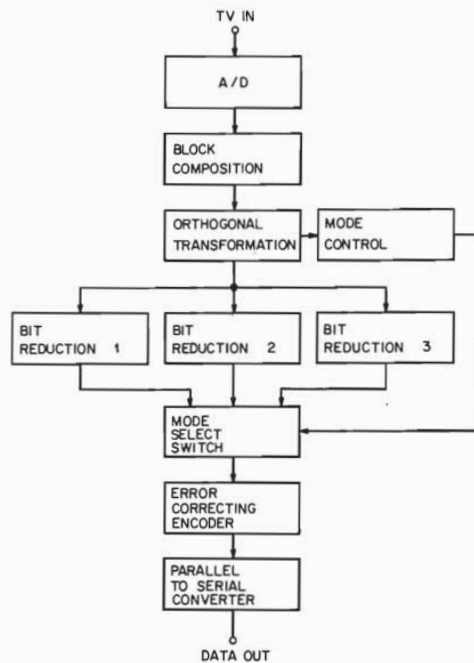 TV IN
A/D
BLOCK
COMPOSITION
ORTHOGONAL
TRANSFORMATION
MODE
CONTROL
BIT
REDUCTION 1
BIT
REDUCTION 2
BIT
REDUCTION 3
MODE
SELECT
SWITCH
ERROR
CORRECTING
ENCODER
PARALLEL
TO SERIAL
CONVERTER
DATA OUT